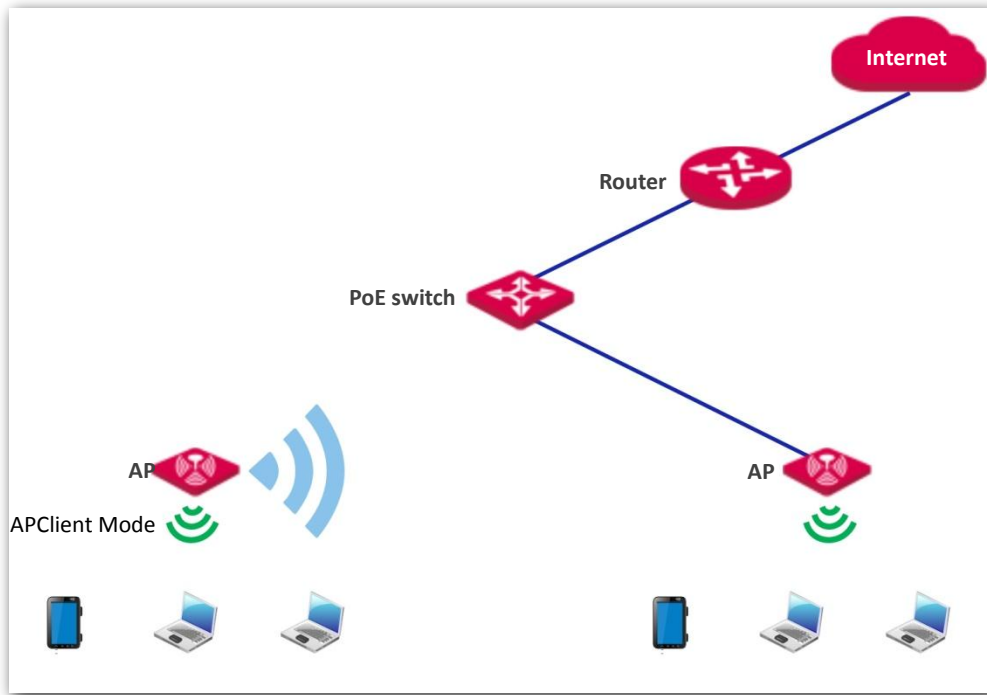 Internet
Router
PoE switch
AP
AP
APClient Mode